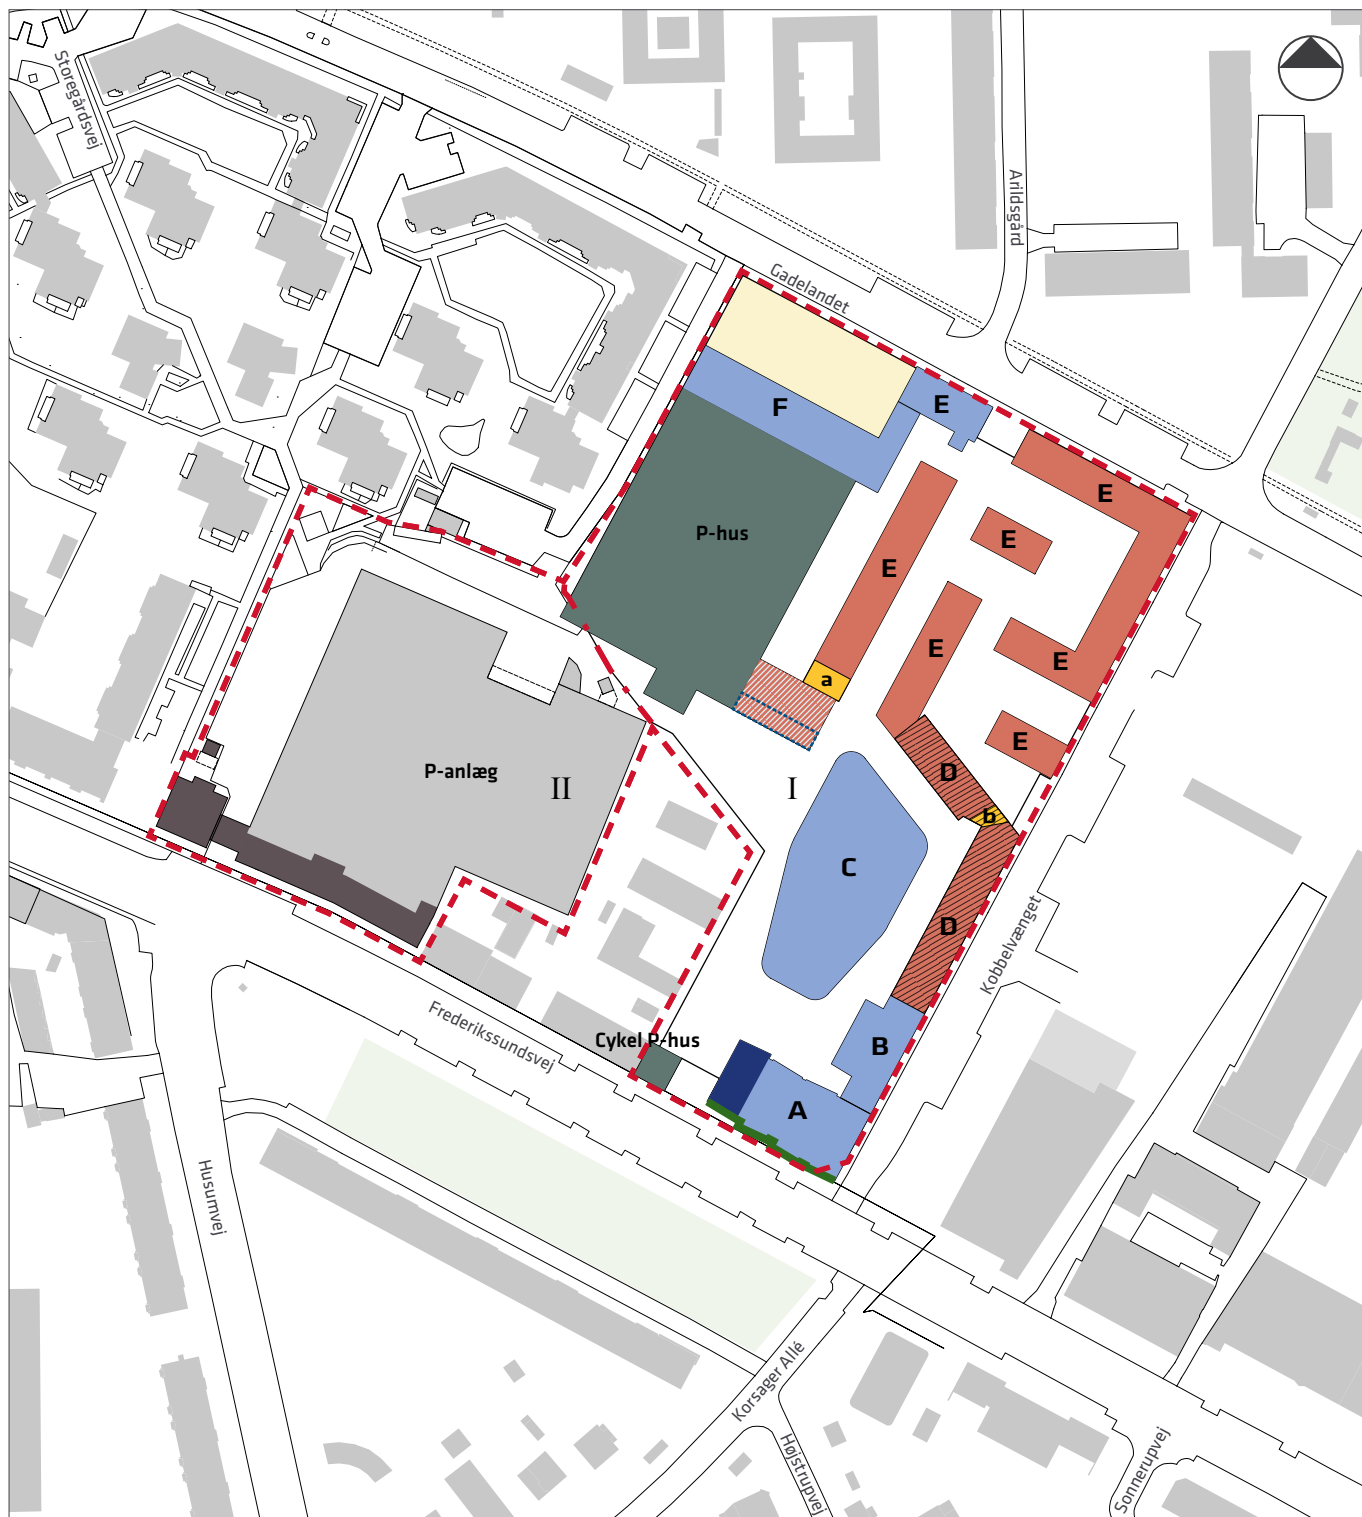 Storegårdsvej
Arildsgård
Gadelandet
F
E
E
P-hus
E
E
E
E
a
E
P-anlæg
II
I
D
b
C
D
Kobbelvænget
Frederikssundsvej
Cykel P-hus
B
A
Husumvej
Korsager Allé
Højstrupvej
Sonnerupvej